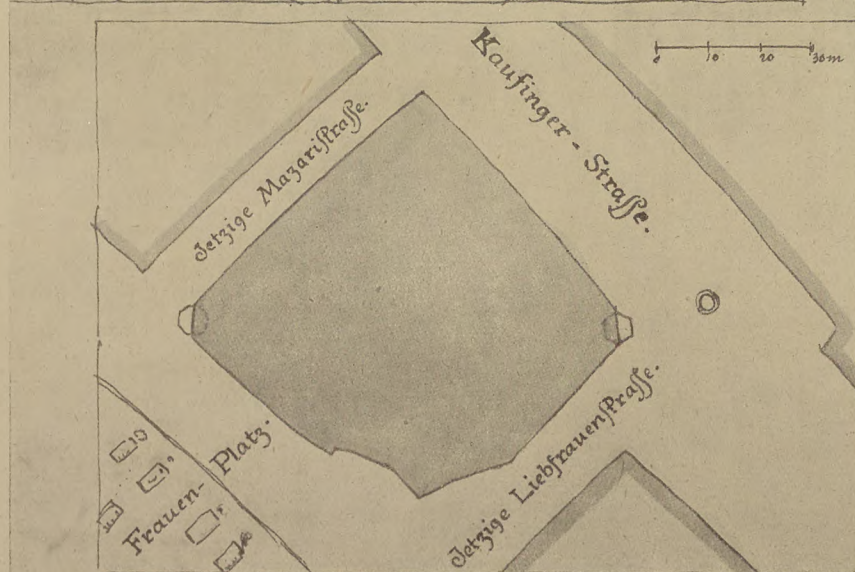 Kaufinger-Straße.
0 10 20 30m
Jetzige Mazaristraße.
Jetzige Liebfrauenstraße.
Frauen-Platz.